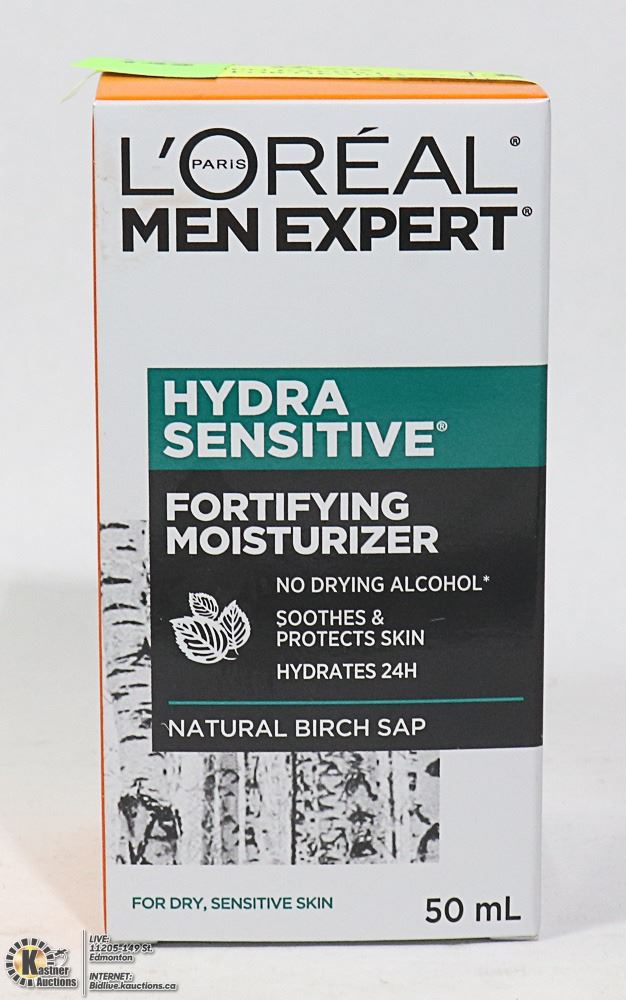 L'ORÉAL®
PARIS
MEN EXPERT®
HYDRA
SENSITIVE®
FORTIFYING
MOISTURIZER
NO DRYING ALCOHOL*
SOOTHES &
PROTECTS SKIN
HYDRATES 24H
NATURAL BIRCH SAP
FOR DRY, SENSITIVE SKIN
50 mL
Kastner
Auctions
LIVE:
11205-149 St.
Edmonton
INTERNET:
Bidlive.kauctions.ca